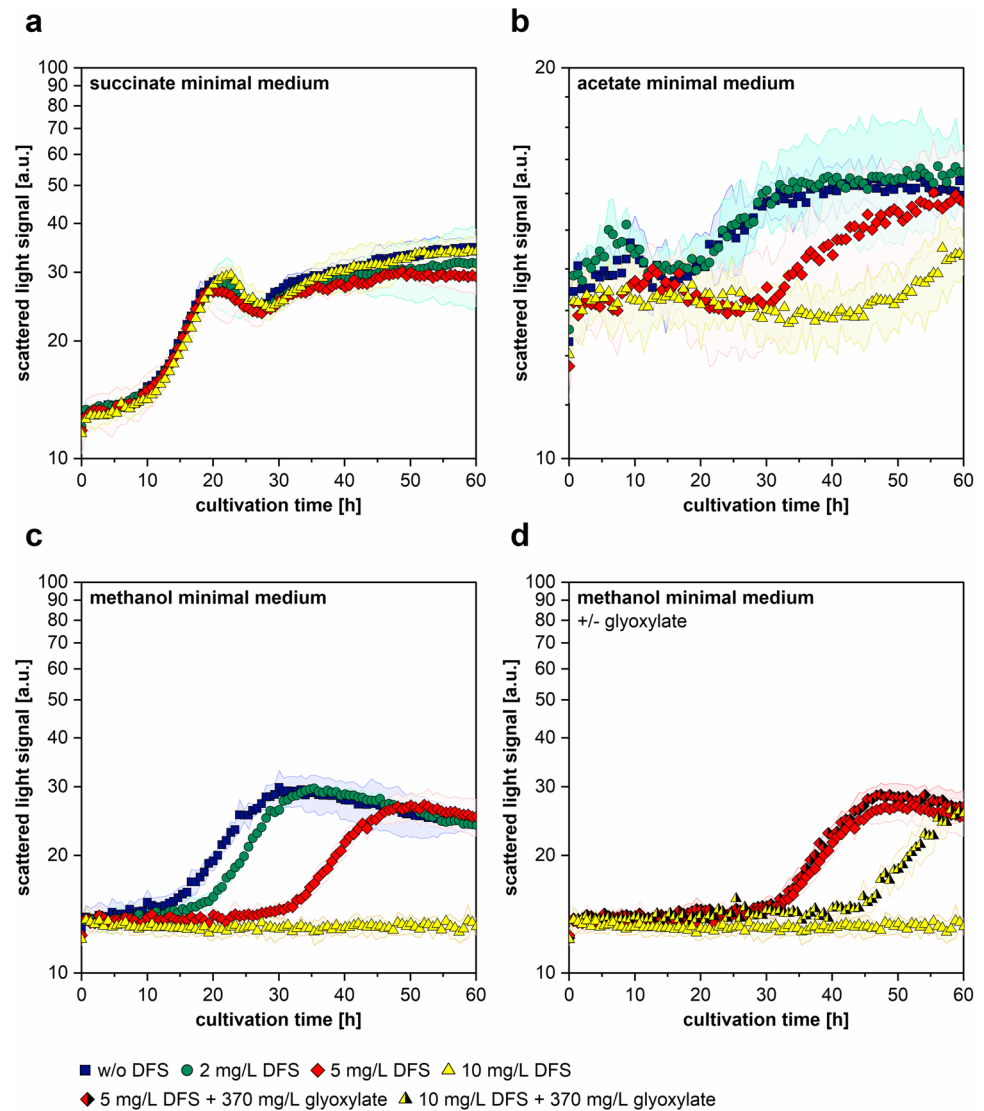 a
b
100
90
80
70
60
50
40
30
20
10
succinate minimal medium
scattered light signal [a.u.]
0 10 20 30 40 50 60
cultivation time [h]
20
10
acetate minimal medium
scattered light signal [a.u.]
0 10 20 30 40 50 60
cultivation time [h]
c
d
100
90
80
70
60
50
40
30
20
10
methanol minimal medium
scattered light signal [a.u.]
0 10 20 30 40 50 60
cultivation time [h]
100
90
80
70
60
50
40
30
20
10
methanol minimal medium
+/- glyoxylate
scattered light signal [a.u.]
0 10 20 30 40 50 60
cultivation time [h]
w/o DFS 2 mg/L DFS 5 mg/L DFS 10 mg/L DFS
5 mg/L DFS + 370 mg/L glyoxylate 10 mg/L DFS + 370 mg/L glyoxylate